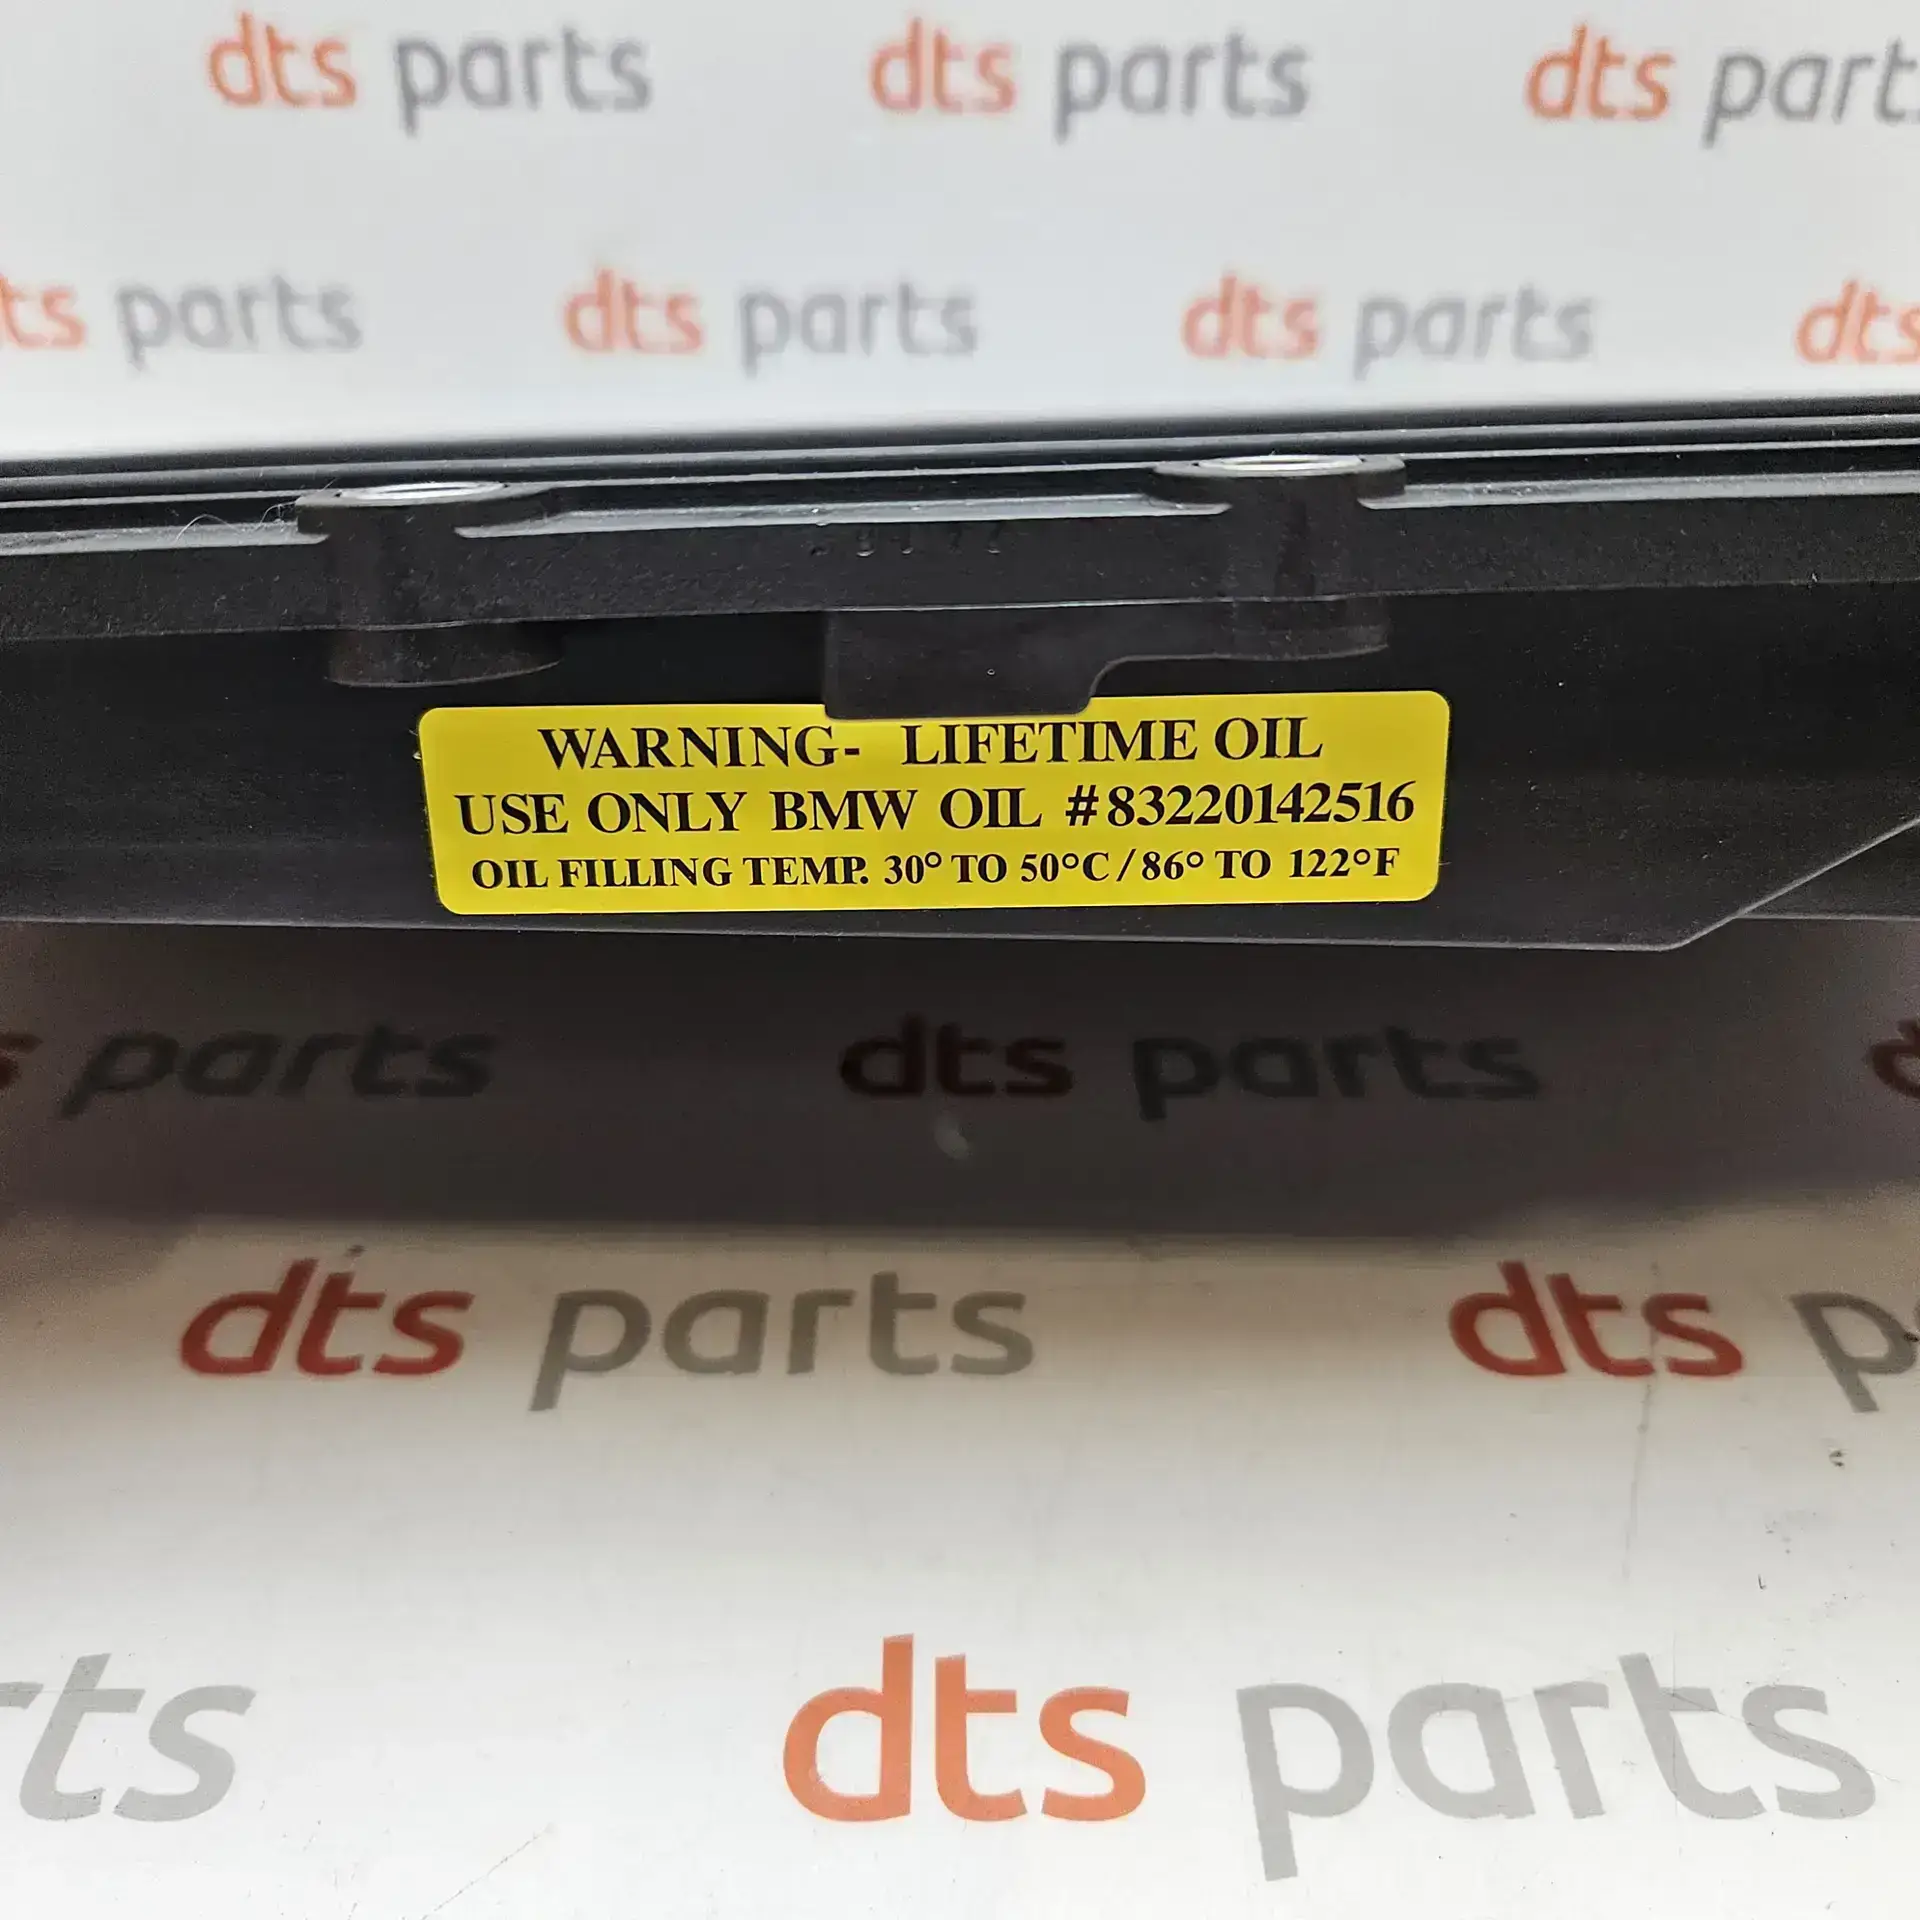 dts parts dts parts dts part
ts parts dts parts dts parts dts
WARNING- LIFETIME OIL
USE ONLY BMW OIL #83220142516
OIL FILLING TEMP. 30° TO 50°C / 86° TO 122°F
s parts dts parts d
dts parts dts p
rts dts parts